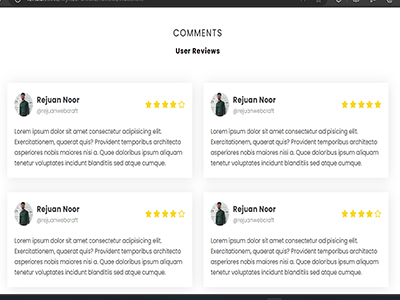 COMMENTS
User Reviews
Rejuan Noor
@rejuanwebcraft
Lorem ipsum dolor sit amet consectetur adipisicing elit.
Exercitationem, quaerat quis? Provident temporibus architecto
asperiores nobis maiores nisi a. Quae doloribus ipsum aliquam
tenetur voluptates incidunt blanditiis sed atque cumque.
Rejuan Noor
@rejuanwebcraft
Lorem ipsum dolor sit amet consectetur adipisicing elit.
Exercitationem, quaerat quis? Provident temporibus architecto
asperiores nobis maiores nisi a. Quae doloribus ipsum aliquam
tenetur voluptates incidunt blanditiis sed atque cumque.
Rejuan Noor
@rejuanwebcraft
Lorem ipsum dolor sit amet consectetur adipisicing elit.
Exercitationem, quaerat quis? Provident temporibus architecto
asperiores nobis maiores nisi a. Quae doloribus ipsum aliquam
tenetur voluptates incidunt blanditiis sed atque cumque.
Rejuan Noor
@rejuanwebcraft
Lorem ipsum dolor sit amet consectetur adipisicing elit.
Exercitationem, quaerat quis? Provident temporibus architecto
asperiores nobis maiores nisi a. Quae doloribus ipsum aliquam
tenetur voluptates incidunt blanditiis sed atque cumque.